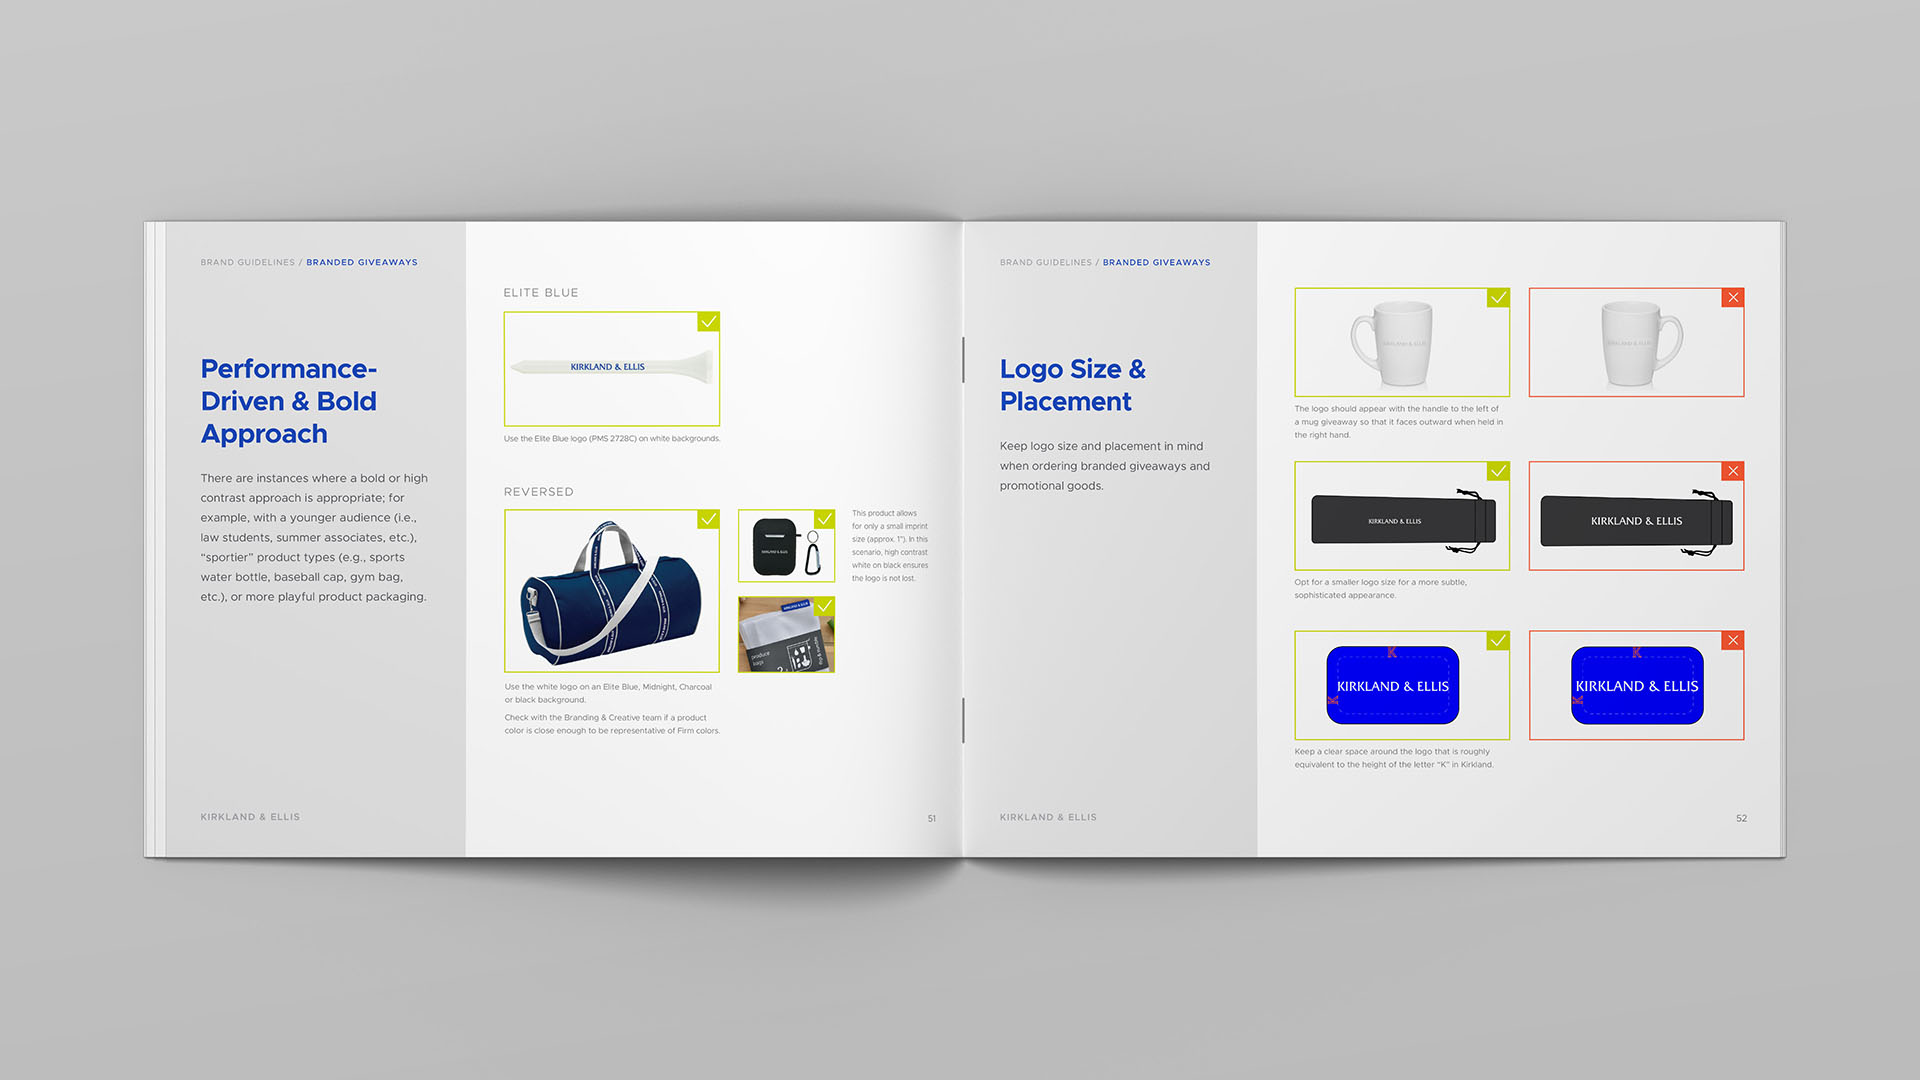 BRAND GUIDELINES / BRANDED GIVEAWAYS
Performance-
Driven & Bold
Approach
There are instances where a bold or high
contrast approach is appropriate; for
example, with a younger audience (i.e.,
law students, summer associates, etc.),
“sportier” product types (e.g., sports
water bottle, baseball cap, gym bag,
etc.), or more playful product packaging.
KIRKLAND & ELLIS
ELITE BLUE
KIRKLAND & ELLIS
Use the Elite Blue logo (PMS 2728C) on white backgrounds.
REVERSED
KIRKLAND & ELLIS
This product allows
for only a small imprint
size (approx. 1"). In this
scenario, high contrast
white on black ensures
the logo is not lost.
KIRKLAND & ELLIS
produce
bags
Use the white logo on an Elite Blue, Midnight, Charcoal
or black background.
Check with the Branding & Creative team if a product
color is close enough to be representative of Firm colors.
51
BRAND GUIDELINES / BRANDED GIVEAWAYS
Logo Size &
Placement
Keep logo size and placement in mind
when ordering branded giveaways and
promotional goods.
KIRKLAND & ELLIS
KIRKLAND & ELLIS
KIRKLAND & ELLIS
The logo should appear with the handle to the left of
a mug giveaway so that it faces outward when held in
the right hand.
KIRKLAND & ELLIS
KIRKLAND & ELLIS
Opt for a smaller logo size for a more subtle,
sophisticated appearance.
K
KIRKLAND & ELLIS
K
K
KIRKLAND & ELLIS
K
Keep a clear space around the logo that is roughly
equivalent to the height of the letter “K” in Kirkland.
52